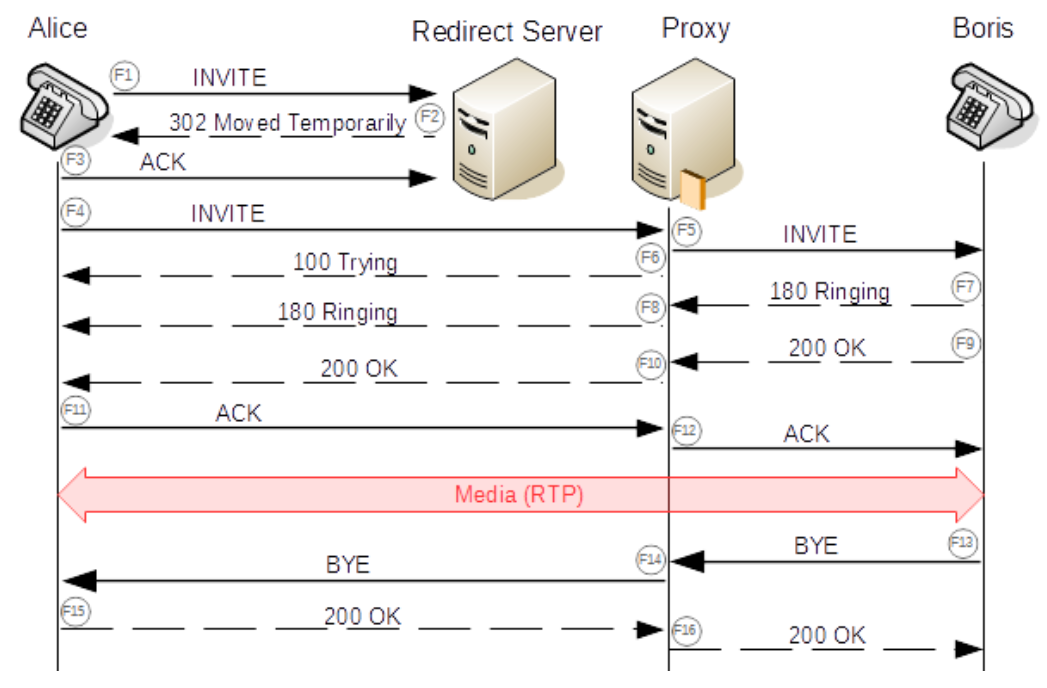 Alice
Redirect Server
Proxy
Boris
F1 INVITE
302 Moved Temporarily F2
F3 ACK
F4 INVITE
F5 INVITE
100 Trying F6
180 Ringing F7
180 Ringing F8
200 OK F9
200 OK F10
F11 ACK
F12 ACK
Media (RTP)
BYE F13
BYE F14
F15 200 OK
F16 200 OK